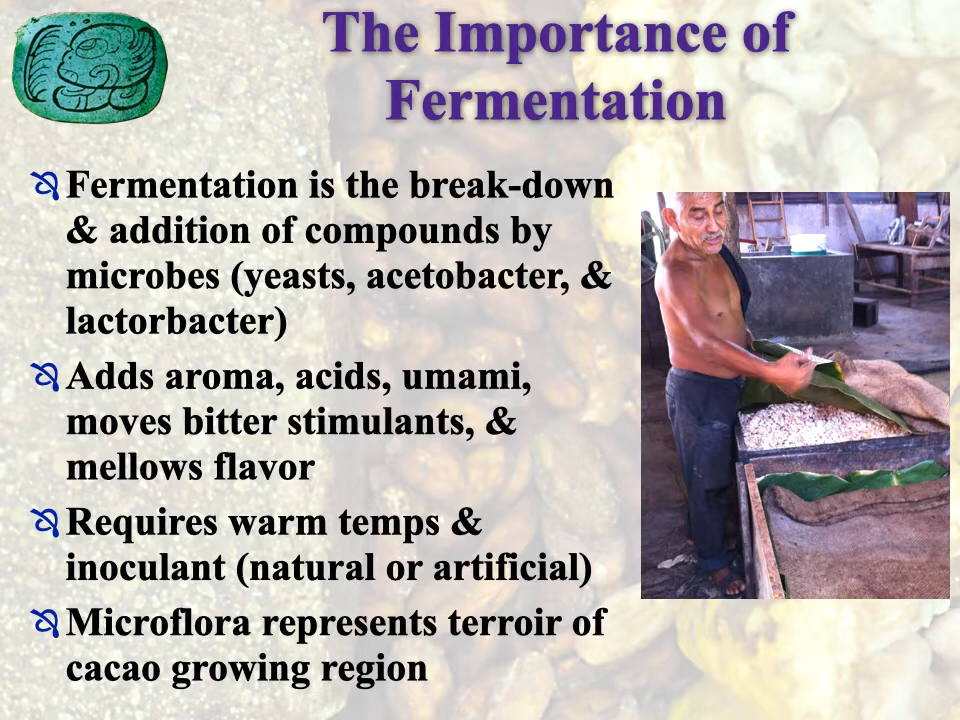 The Importance of
Fermentation
Fermentation is the break-down
& addition of compounds by
microbes (yeasts, acetobacter, &
lactorbacter)
Adds aroma, acids, umami,
moves bitter stimulants, &
mellows flavor
Requires warm temps &
inoculant (natural or artificial)
Microflora represents terroir of
cacao growing region